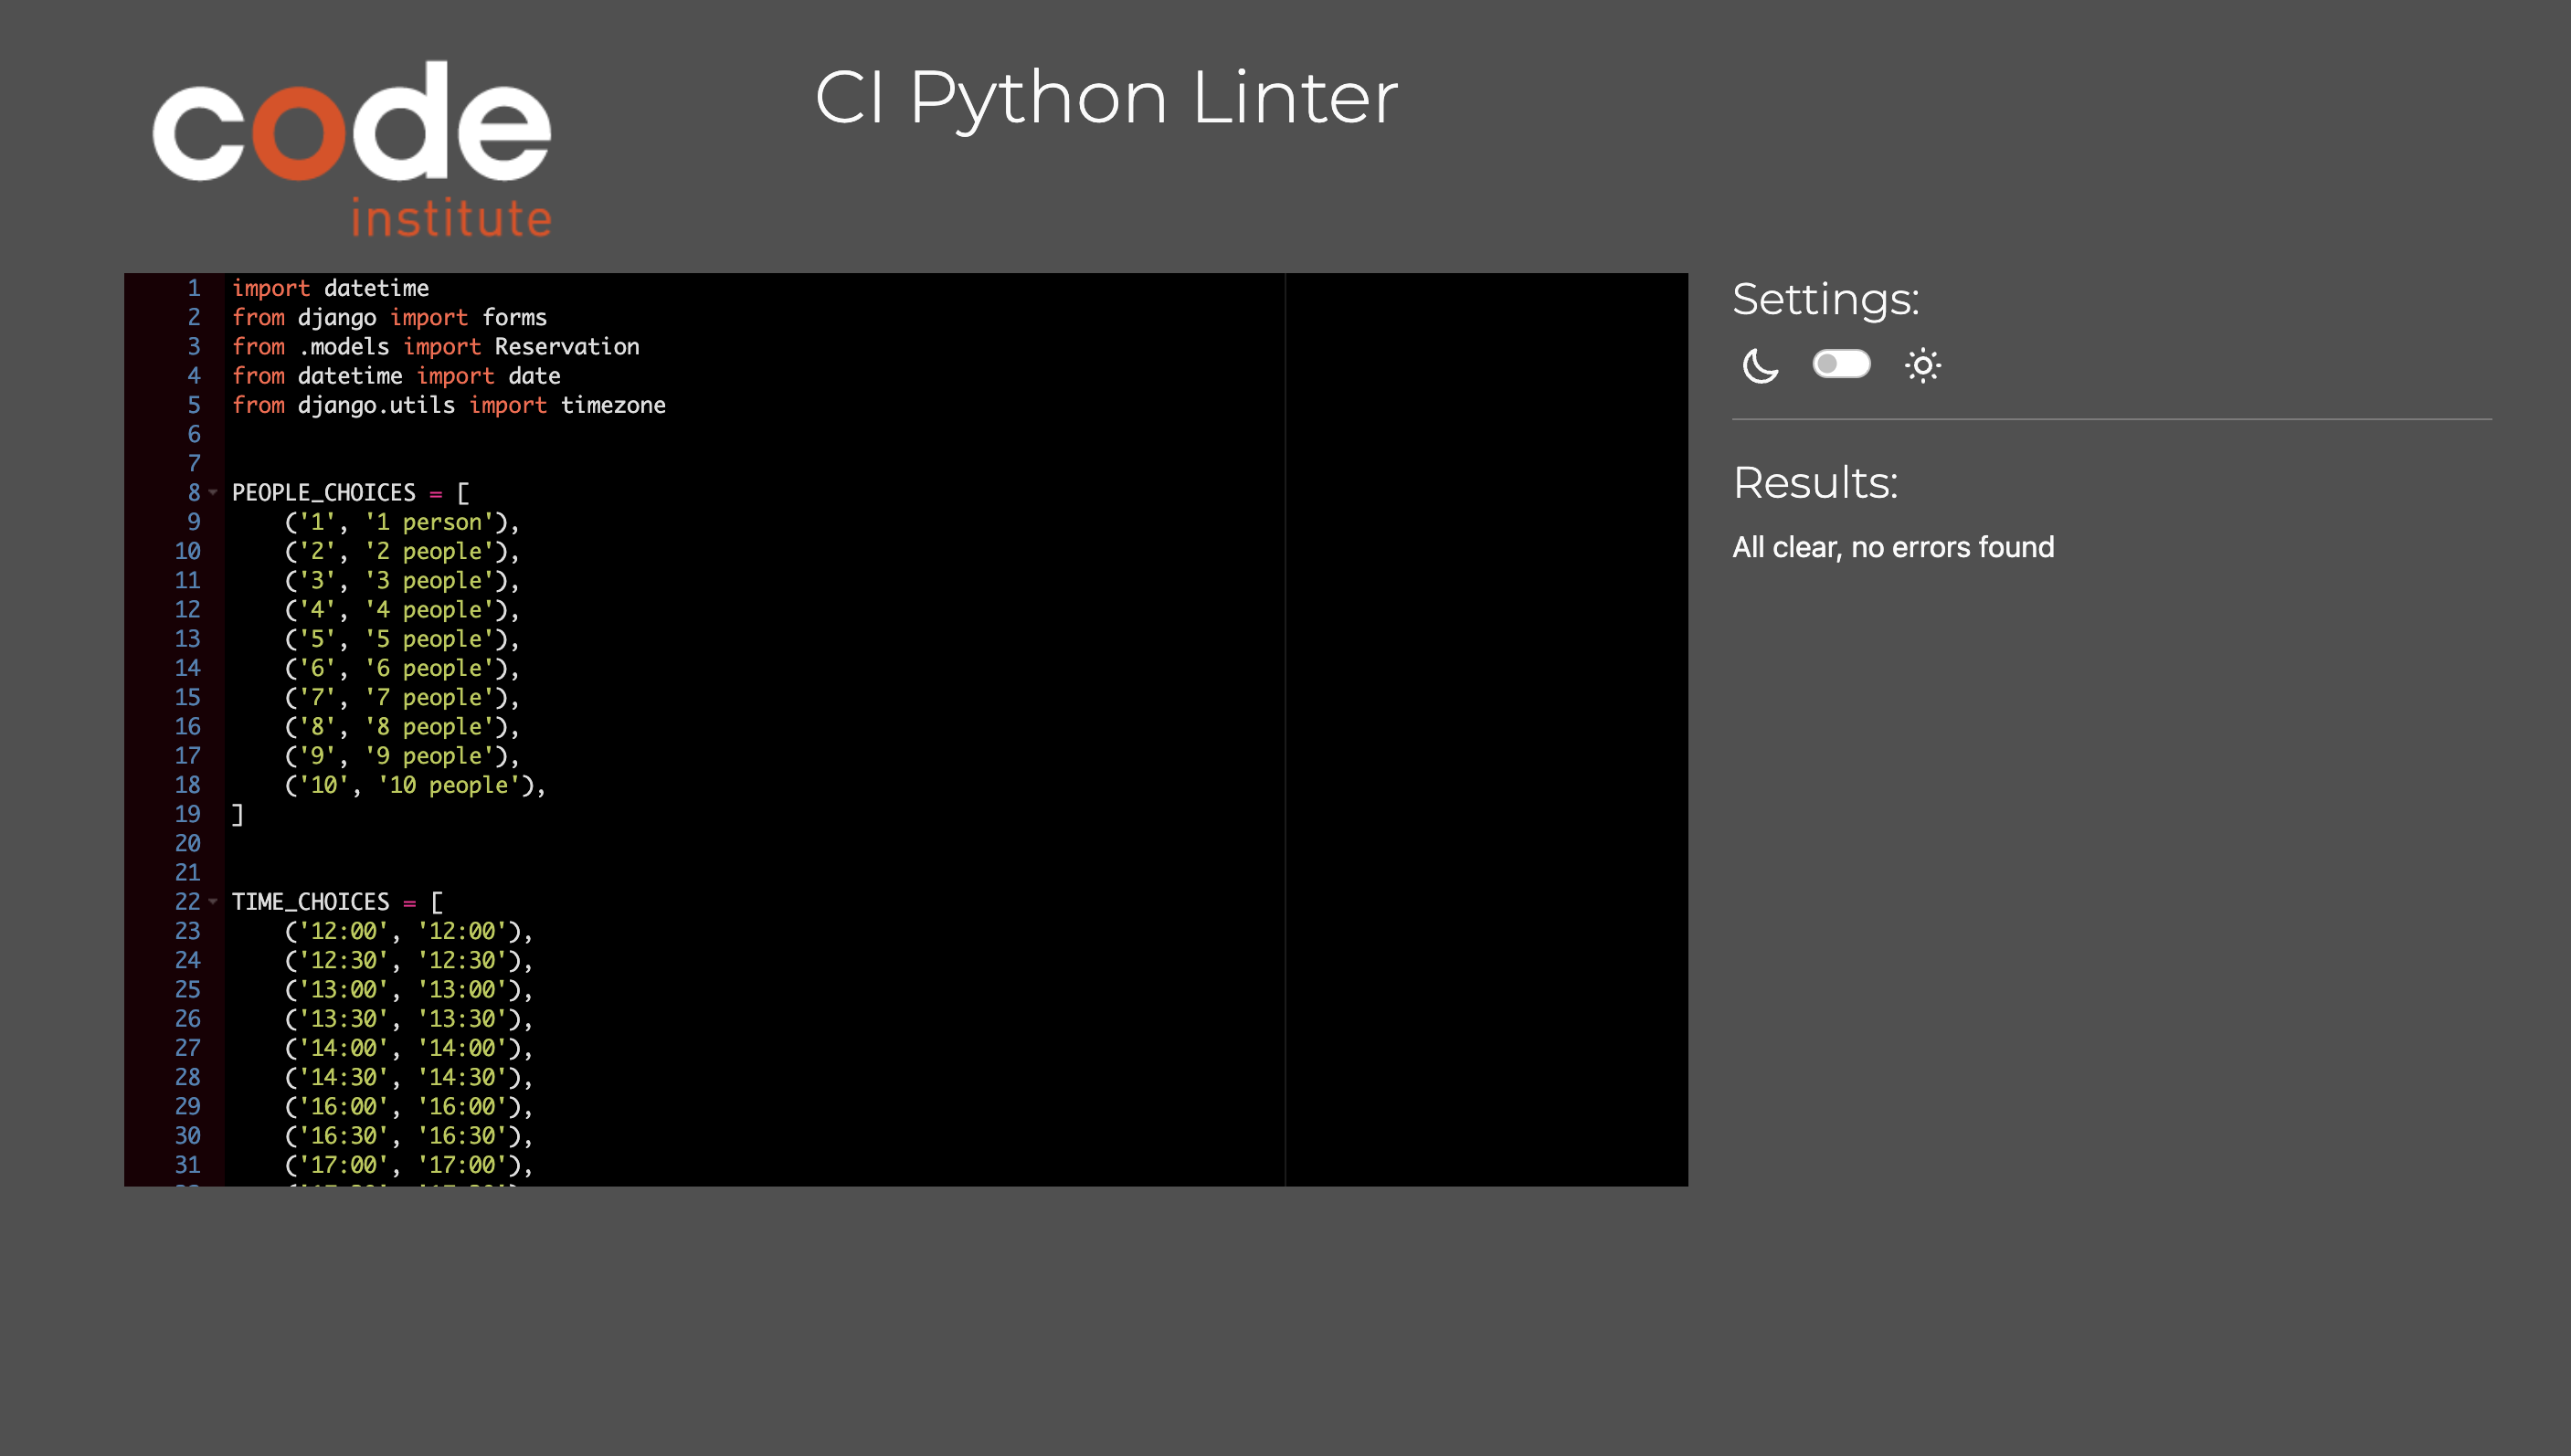 code
institute
CI Python Linter
1 import datetime
2 from django import forms
3 from .models import Reservation
4 from datetime import date
5 from django.utils import timezone
6
7
8 PEOPLE_CHOICES = [
9     ('1', '1 person'),
10     ('2', '2 people'),
11     ('3', '3 people'),
12     ('4', '4 people'),
13     ('5', '5 people'),
14     ('6', '6 people'),
15     ('7', '7 people'),
16     ('8', '8 people'),
17     ('9', '9 people'),
18     ('10', '10 people'),
19 ]
20
21
22 TIME_CHOICES = [
23     ('12:00', '12:00'),
24     ('12:30', '12:30'),
25     ('13:00', '13:00'),
26     ('13:30', '13:30'),
27     ('14:00', '14:00'),
28     ('14:30', '14:30'),
29     ('16:00', '16:00'),
30     ('16:30', '16:30'),
31     ('17:00', '17:00'),
Settings:
Results:
All clear, no errors found